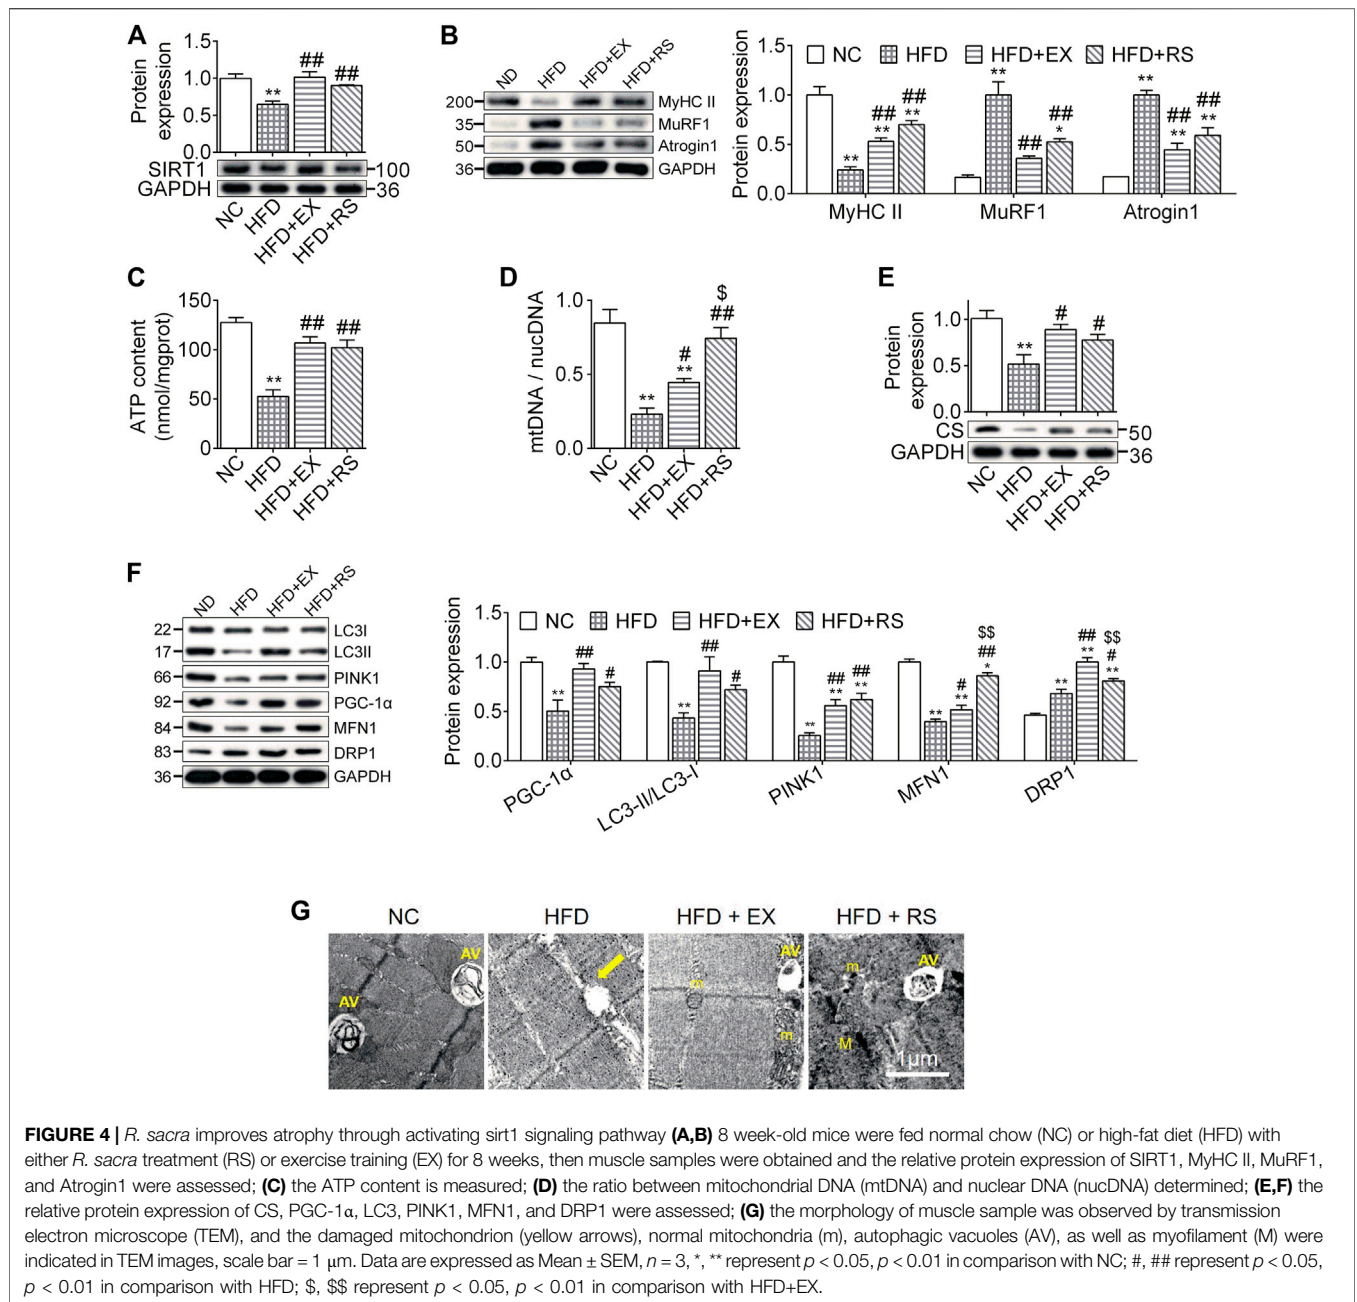 A
Protein
expression
1.5
1.0
0.5
0.0
**
##
##
SIRT1
100
GAPDH
36
NC
HFD
HFD+EX
HFD+RS
B
ND
HFD
HFD+EX
HFD+RS
200
MyHC II
35
MuRF1
50
Atrogin1
36
GAPDH
NC
HFD
HFD+EX
HFD+RS
Protein expression
1.5
1.0
0.5
0.0
**
##
**
##
**
**
##
##
*
**
##
**
##
**
MyHC II
MuRF1
Atrogin1
C
ATP content
(nmol/mgprot)
150
100
50
0
**
##
##
NC
HFD
HFD+EX
HFD+RS
D
mtDNA / nucDNA
1.0
0.5
0.0
**
#
**
$
##
NC
HFD
HFD+EX
HFD+RS
E
Protein
expression
1.0
0.5
0.0
**
#
#
CS
50
GAPDH
36
NC
HFD
HFD+EX
HFD+RS
F
ND
HFD
HFD+EX
HFD+RS
22
LC3I
17
LC3II
66
PINK1
92
PGC-1α
84
MFN1
83
DRP1
36
GAPDH
NC
HFD
HFD+EX
HFD+RS
Protein expression
1.5
1.0
0.5
0.0
**
##
#
**
##
#
**
##
**
##
**
**
#
**
$$
##
*
**
##
**
$$
#
**
PGC-1α
LC3-II/LC3-I
PINK1
MFN1
DRP1
G
NC
HFD
HFD + EX
HFD + RS
AV
AV
m
AV
m
m
AV
M
1μm
FIGURE 4 | R. sacra improves atrophy through activating sirt1 signaling pathway (A,B) 8 week-old mice were fed normal chow (NC) or high-fat diet (HFD) with
either R. sacra treatment (RS) or exercise training (EX) for 8 weeks, then muscle samples were obtained and the relative protein expression of SIRT1, MyHC II, MuRF1,
and Atrogin1 were assessed; (C) the ATP content is measured; (D) the ratio between mitochondrial DNA (mtDNA) and nuclear DNA (nucDNA) determined; (E,F) the
relative protein expression of CS, PGC-1α, LC3, PINK1, MFN1, and DRP1 were assessed; (G) the morphology of muscle sample was observed by transmission
electron microscope (TEM), and the damaged mitochondrion (yellow arrows), normal mitochondria (m), autophagic vacuoles (AV), as well as myofilament (M) were
indicated in TEM images, scale bar = 1 μm. Data are expressed as Mean ± SEM, n = 3, *, ** represent p < 0.05, p < 0.01 in comparison with NC; #, ## represent p < 0.05,
p < 0.01 in comparison with HFD; $, $$ represent p < 0.05, p < 0.01 in comparison with HFD+EX.